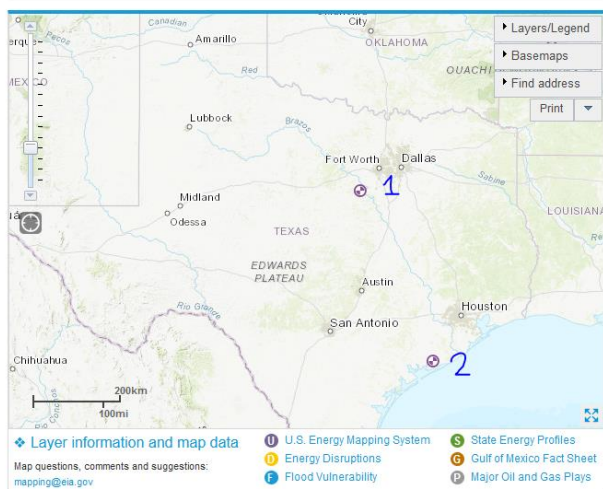 Canadian
City
Layers/Legend
Pecos
Amarillo
OKLAHOMA
Basemaps
Red
Find address
Print
Lubbock
Brazos
Fort Worth
Dallas
1
Sabine
Midland
Odessa
LOUISIANA
TEXAS
EDWARDS
PLATEAU
Austin
Rio Grande
Houston
San Antonio
Chihuahua
2
200km
100mi
Layer information and map data
Map questions, comments and suggestions:
mapping@eia.gov
U U.S. Energy Mapping System
D Energy Disruptions
F Flood Vulnerability
S State Energy Profiles
G Gulf of Mexico Fact Sheet
P Major Oil and Gas Plays